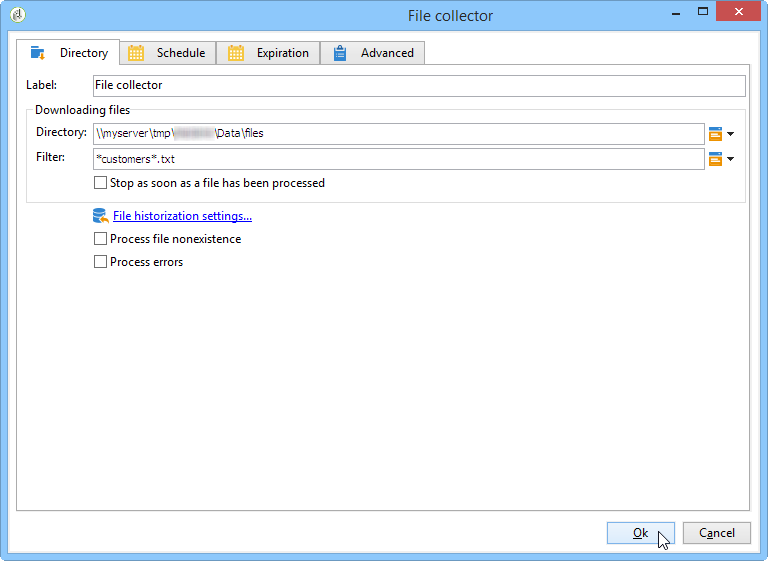 File collector
Directory Schedule Expiration Advanced
Label: File collector
Downloading files
Directory: \\myserver\tmp\ \Data\files
Filter: *customers*.txt
Stop as soon as a file has been processed
File historization settings...
Process file nonexistence
Process errors
Ok Cancel